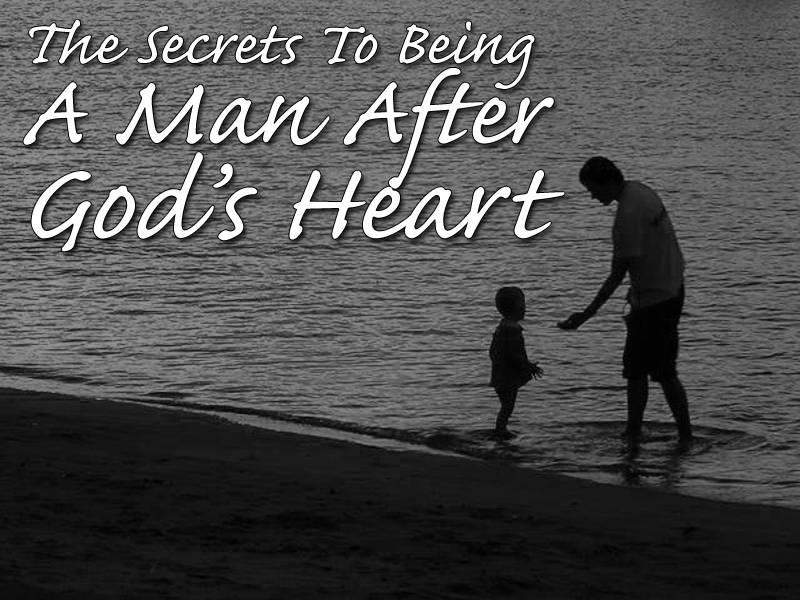 The Secrets To Being
A Man After
God's Heart